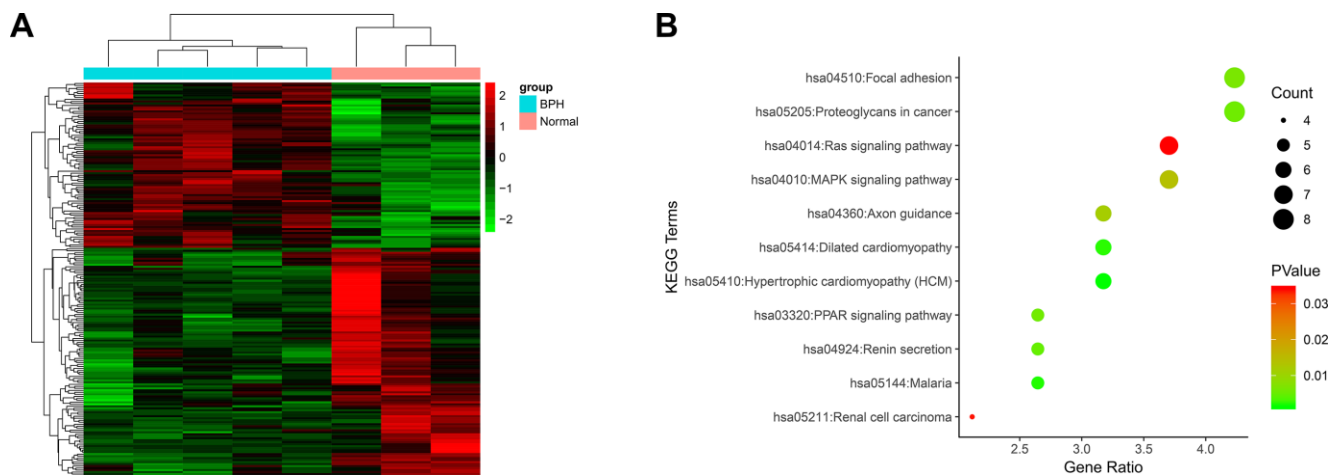 A
group
BPH
Normal
2
1
0
−1
−2
B
KEGG Terms
hsa04510:Focal adhesion
hsa05205:Proteoglycans in cancer
hsa04014:Ras signaling pathway
hsa04010:MAPK signaling pathway
hsa04360:Axon guidance
hsa05414:Dilated cardiomyopathy
hsa05410:Hypertrophic cardiomyopathy (HCM)
hsa03320:PPAR signaling pathway
hsa04924:Renin secretion
hsa05144:Malaria
hsa05211:Renal cell carcinoma
2.5 3.0 3.5 4.0
Gene Ratio
Count
4
5
6
7
8
PValue
0.03
0.02
0.01